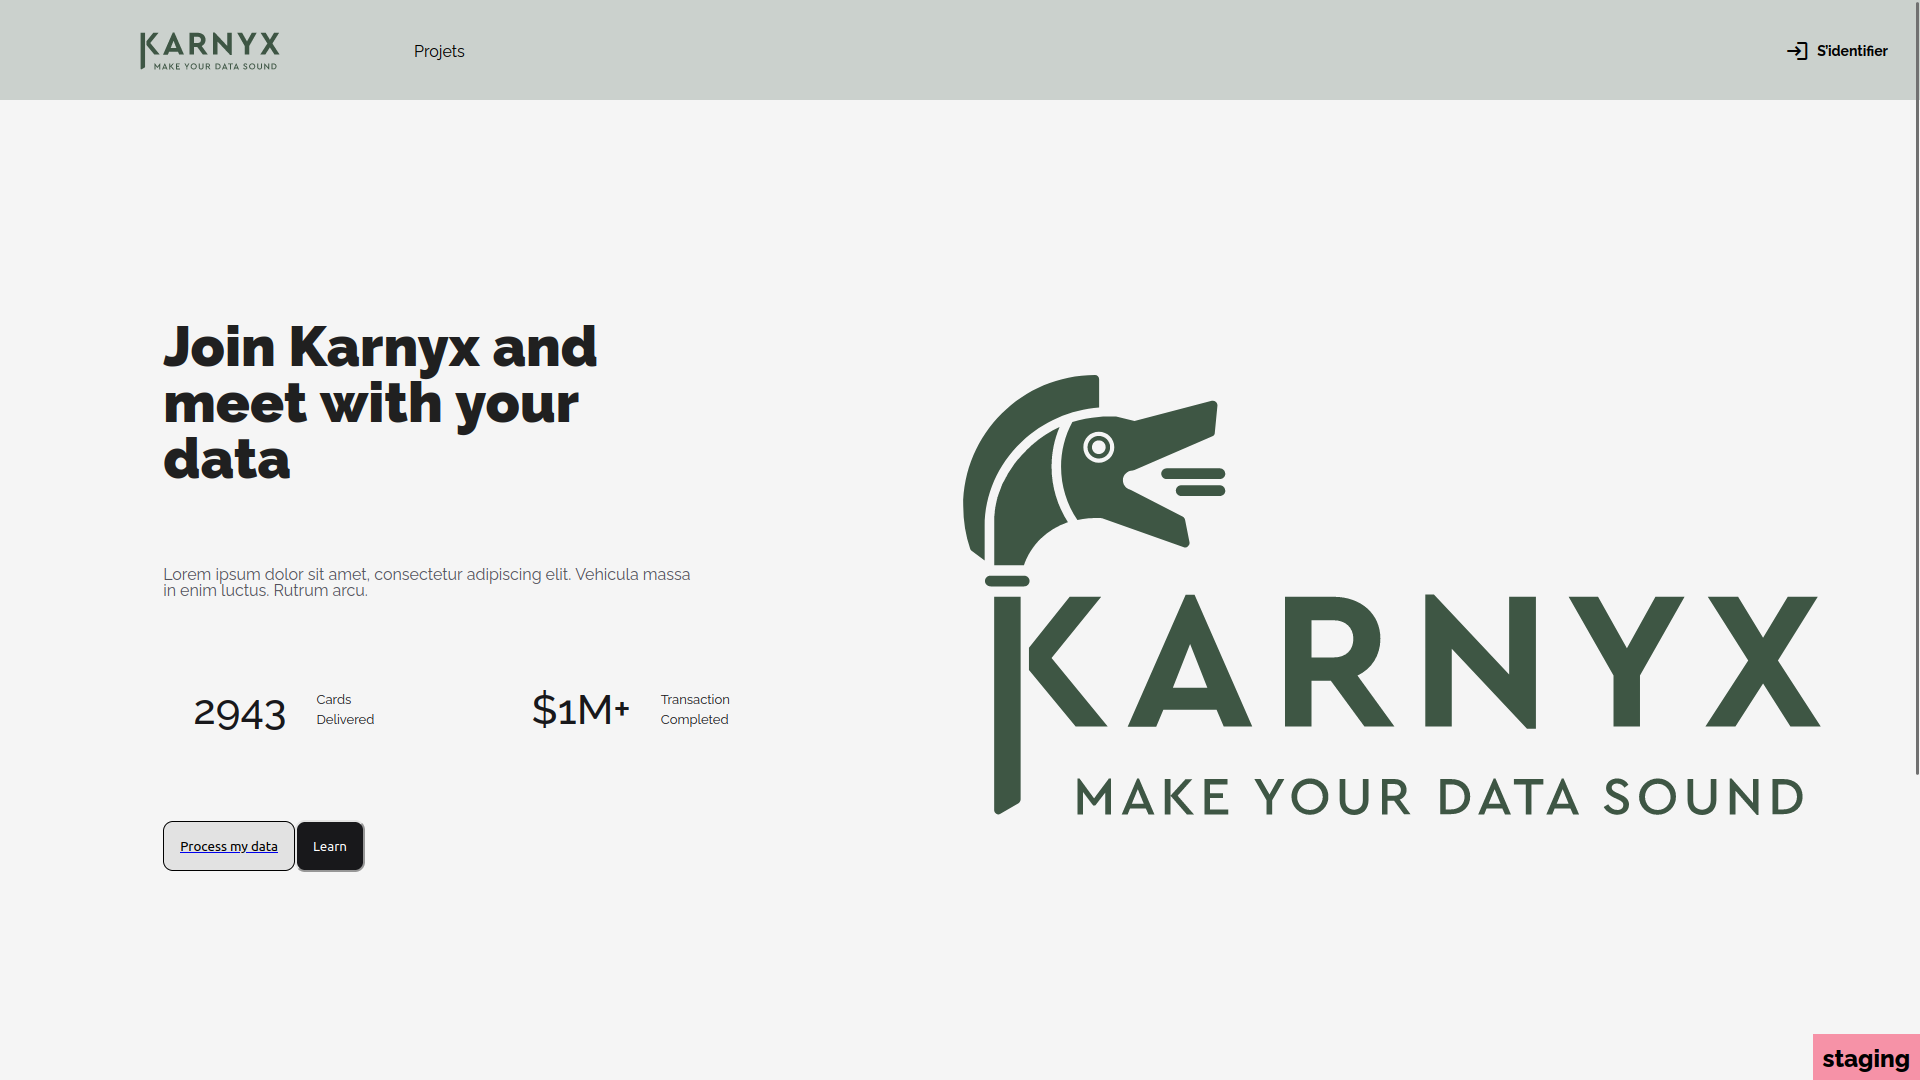 KARNYX
MAKE YOUR DATA SOUND
Projets
S'identifier
Join Karnyx and
meet with your
data
Lorem ipsum dolor sit amet, consectetur adipiscing elit. Vehicula massa
in enim luctus. Rutrum arcu.
2943
Cards
Delivered
$1M+
Transaction
Completed
Process my data
Learn
KARNYX
MAKE YOUR DATA SOUND
staging